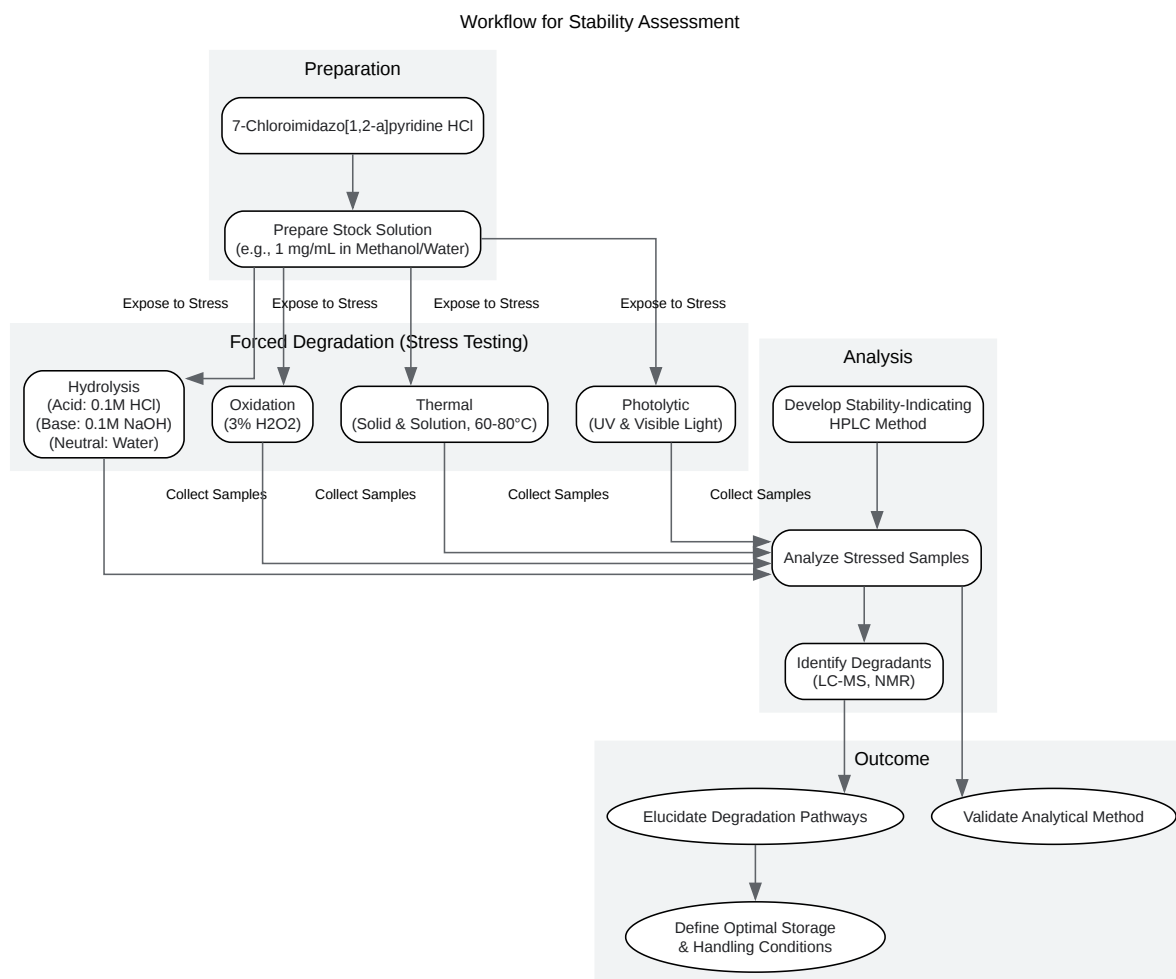 Workflow for Stability Assessment
Preparation
7-Chloroimidazo[1,2-a]pyridine HCl
Prepare Stock Solution
(e.g., 1 mg/mL in Methanol/Water)
Expose to Stress
Expose to Stress
Expose to Stress
Expose to Stress
Forced Degradation (Stress Testing)
Hydrolysis
(Acid: 0.1M HCl)
(Base: 0.1M NaOH)
(Neutral: Water)
Oxidation
(3% H2O2)
Thermal
(Solid & Solution, 60-80°C)
Photolytic
(UV & Visible Light)
Collect Samples
Collect Samples
Collect Samples
Collect Samples
Analysis
Develop Stability-Indicating
HPLC Method
Analyze Stressed Samples
Identify Degradants
(LC-MS, NMR)
Outcome
Elucidate Degradation Pathways
Validate Analytical Method
Define Optimal Storage
& Handling Conditions